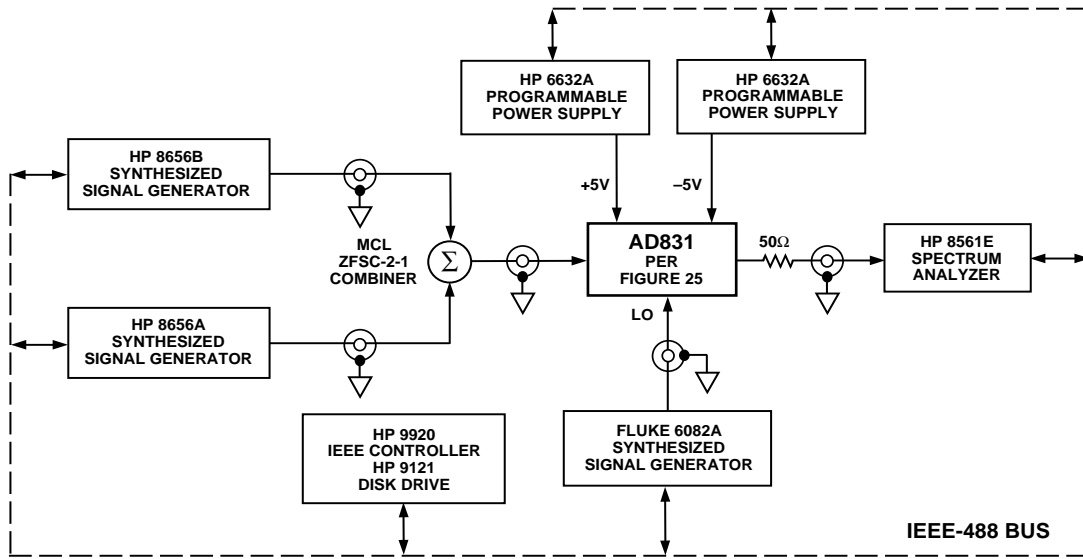 HP 6632A
PROGRAMMABLE
POWER SUPPLY
HP 6632A
PROGRAMMABLE
POWER SUPPLY
HP 8656B
SYNTHESIZED
SIGNAL GENERATOR
+5V
–5V
MCL
ZFSC-2-1
COMBINER
Σ
AD831
PER
FIGURE 25
50Ω
HP 8561E
SPECTRUM
ANALYZER
LO
HP 8656A
SYNTHESIZED
SIGNAL GENERATOR
HP 9920
IEEE CONTROLLER
HP 9121
DISK DRIVE
FLUKE 6082A
SYNTHESIZED
SIGNAL GENERATOR
IEEE-488 BUS